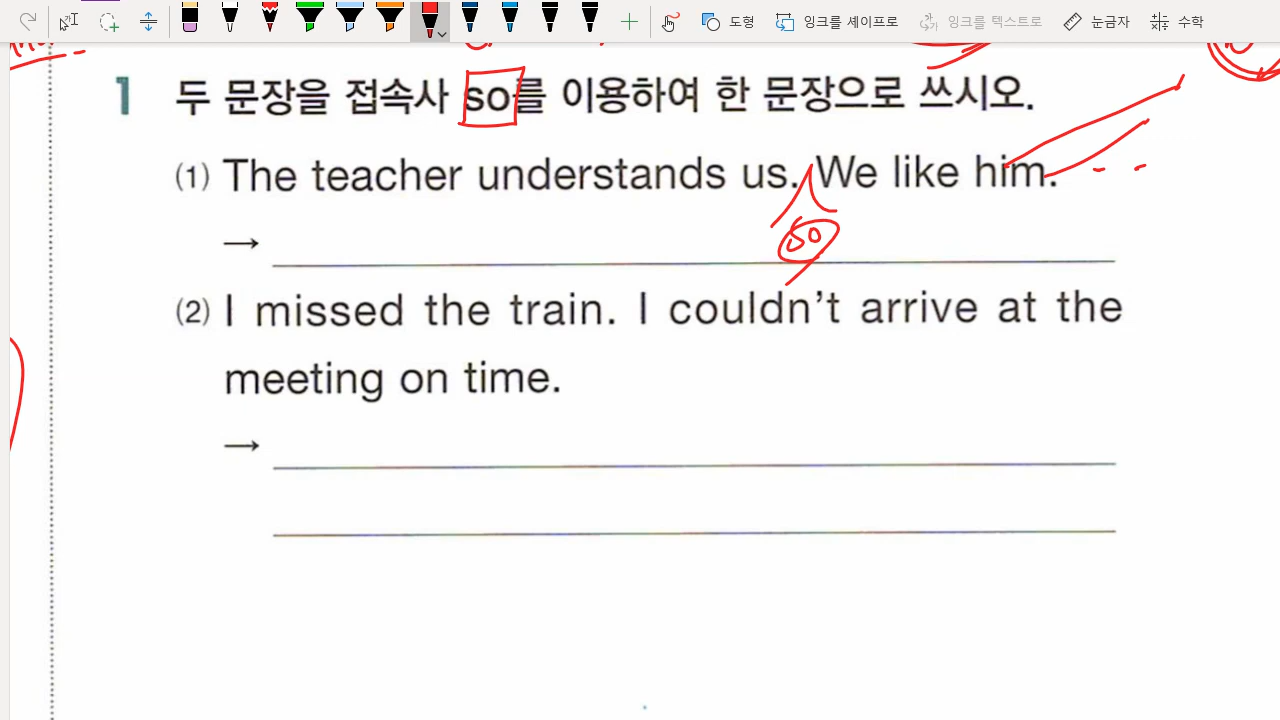 도형 잉크를 셰이프로 잉크를 텍스트로 눈금자 수학
1 두 문장을 접속사 so를 이용하여 한 문장으로 쓰시오.
(1) The teacher understands us. We like him.
so
→
(2) I missed the train. I couldn't arrive at the
meeting on time.
→